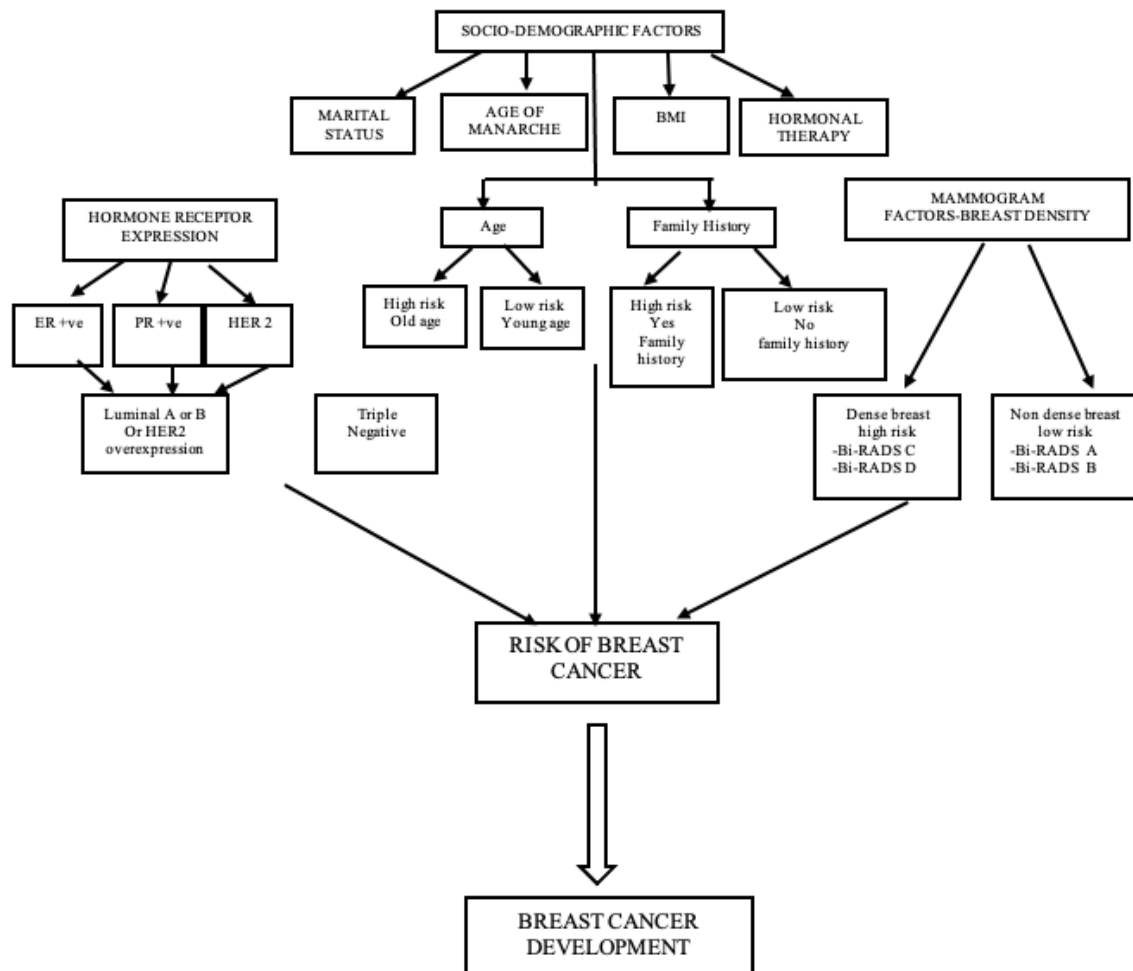 SOCIO-DEMOGRAPHIC FACTORS
MARITAL
STATUS
AGE OF
MANARCHE
BMI
HORMONAL
THERAPY
HORMONE RECEPTOR
EXPRESSION
Age
Family History
MAMMOGRAM
FACTORS-BREAST DENSITY
ER +ve
PR +ve
HER 2
High risk
Old age
Low risk
Young age
High risk
Yes
Family
history
Low risk
No
family history
Luminal A or B
Or HER2
overexpression
Triple
Negative
Dense breast
high risk
-Bi-RADS C
-Bi-RADS D
Non dense breast
low risk
-Bi-RADS A
-Bi-RADS B
RISK OF BREAST
CANCER
BREAST CANCER
DEVELOPMENT